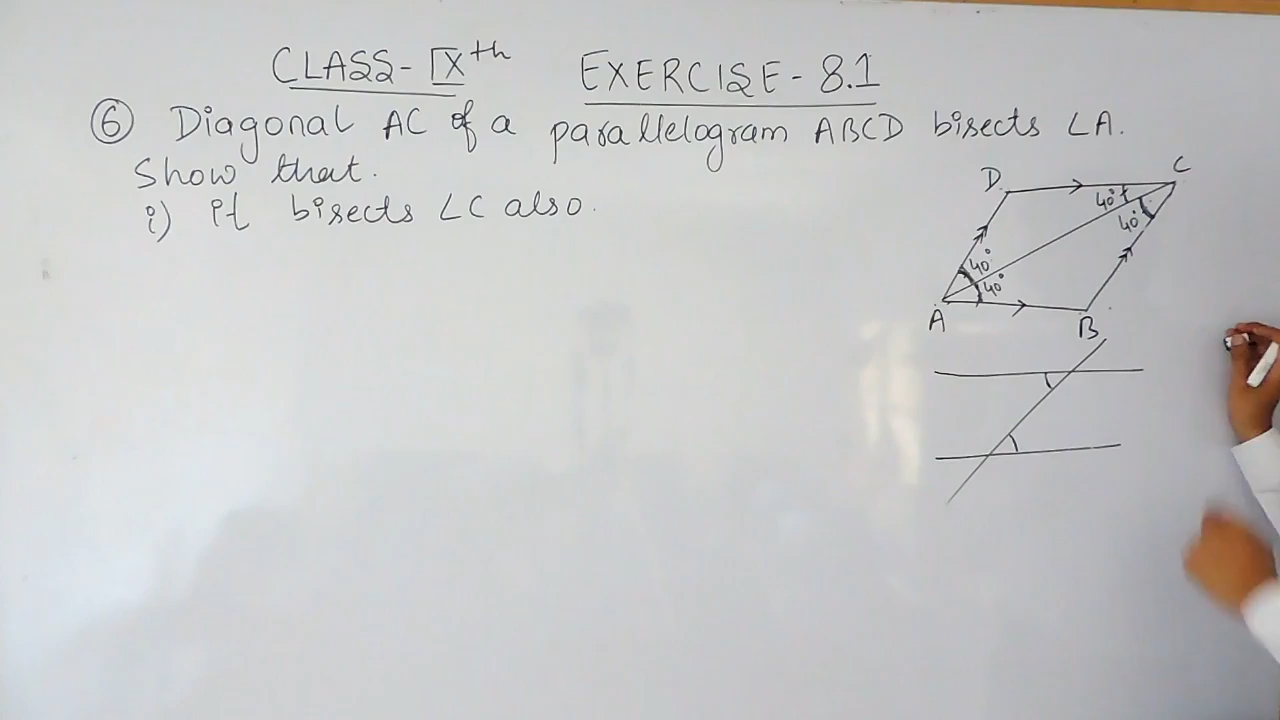 CLASS-IXth EXERCISE-8.1
⑥ Diagonal AC of a parallelogram ABCD bisects ∠A.
Show that.
i) it bisects ∠C also.
D C
40° 40°
40°
40°
A B